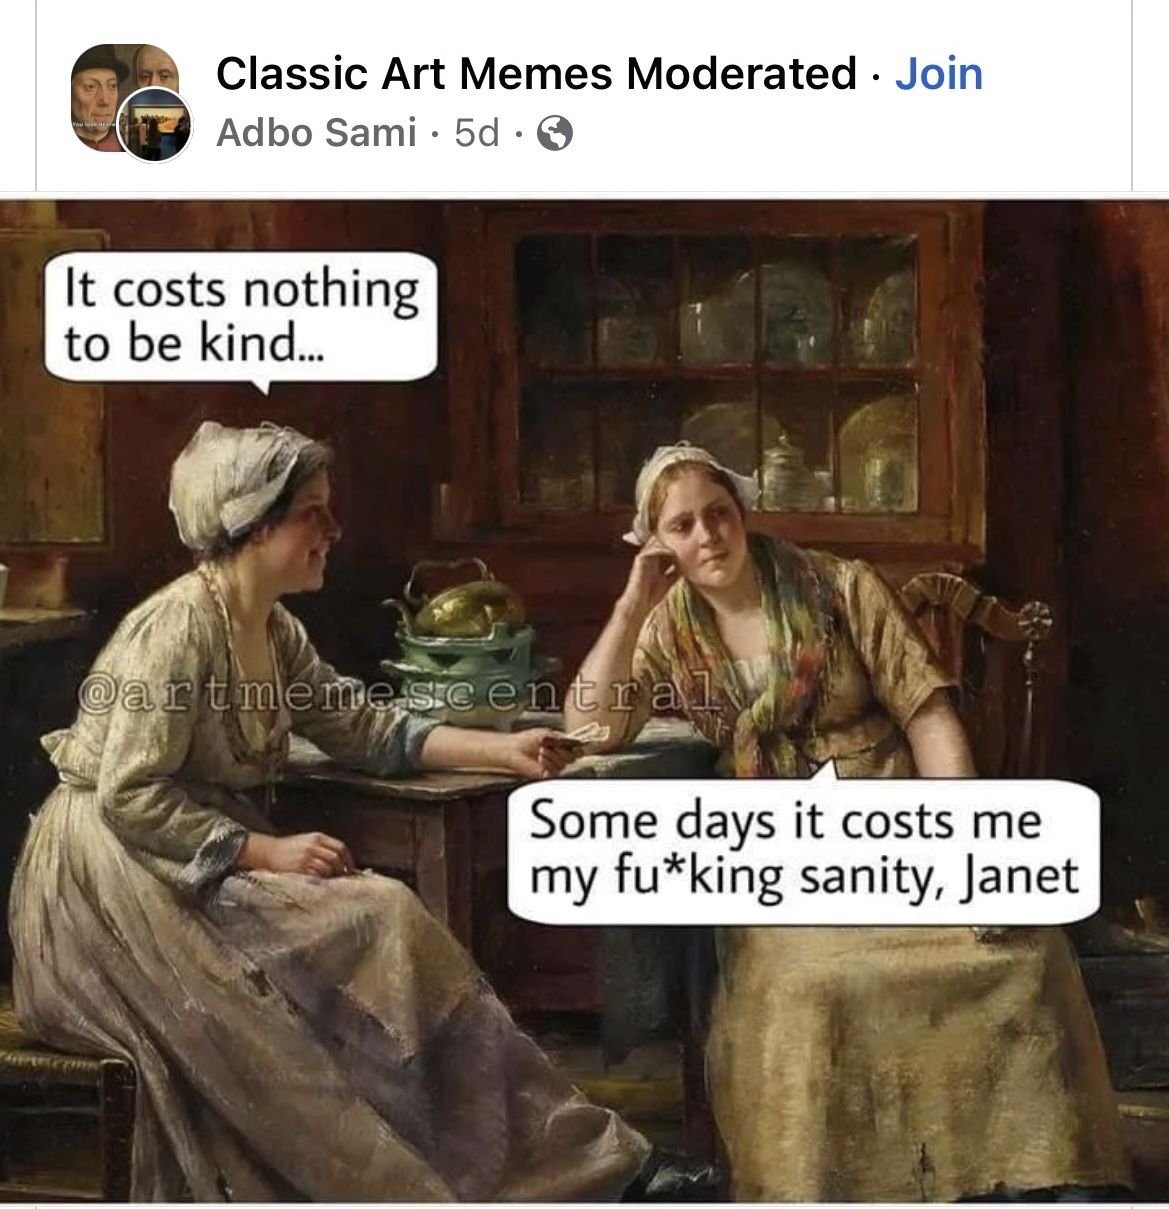 Classic Art Memes Moderated · Join
Adbo Sami · 5d ·
It costs nothing
to be kind...
@artmemescentral
Some days it costs me
my fu*king sanity, Janet